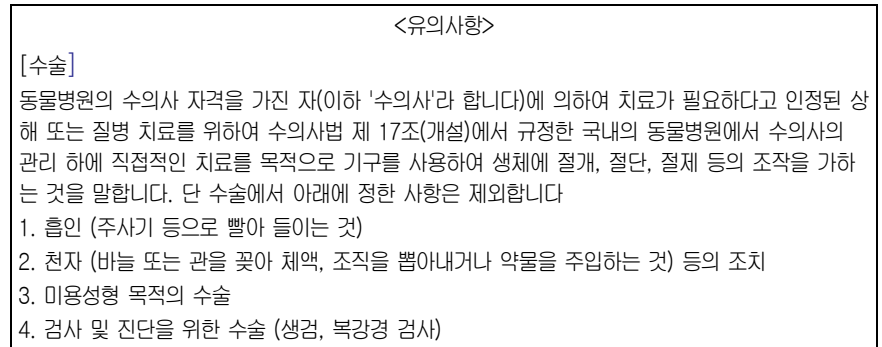 <유의사항>
[수술]
동물병원의 수의사 자격을 가진 자(이하 '수의사'라 합니다)에 의하여 치료가 필요하다고 인정된 상
해 또는 질병 치료를 위하여 수의사법 제 17조(개설)에서 규정한 국내의 동물병원에서 수의사의
관리 하에 직접적인 치료를 목적으로 기구를 사용하여 생체에 절개, 절단, 절제 등의 조작을 가하
는 것을 말합니다. 단 수술에서 아래에 정한 사항은 제외합니다
1. 흡인 (주사기 등으로 빨아 들이는 것)
2. 천자 (바늘 또는 관을 꽂아 체액, 조직을 뽑아내거나 약물을 주입하는 것) 등의 조치
3. 미용성형 목적의 수술
4. 검사 및 진단을 위한 수술 (생검, 복강경 검사)